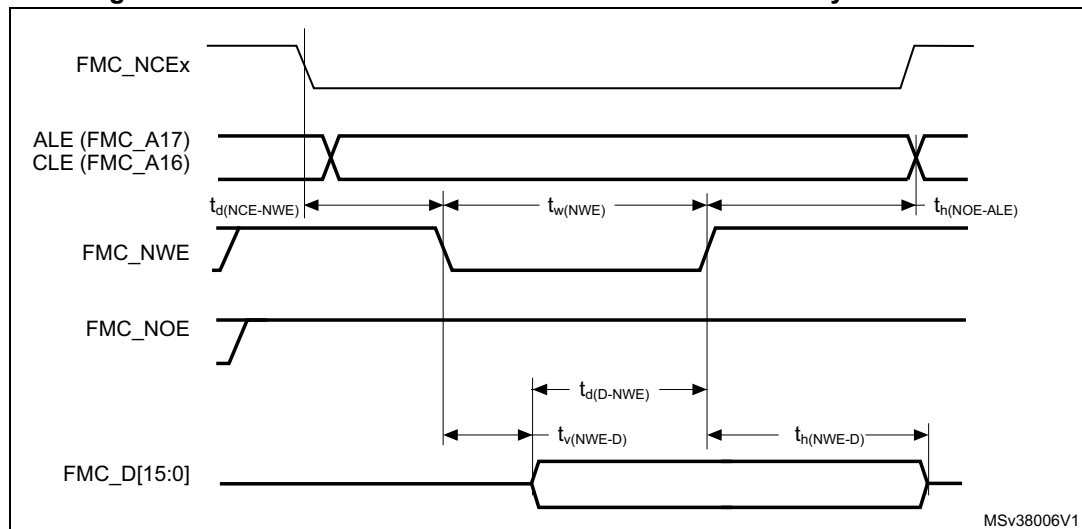 FMC_NCEx
ALE (FMC_A17)
CLE (FMC_A16)
td(NCE-NWE)
tw(NWE)
th(NOE-ALE)
FMC_NWE
FMC_NOE
td(D-NWE)
tv(NWE-D)
th(NWE-D)
FMC_D[15:0]
MSv38006V1